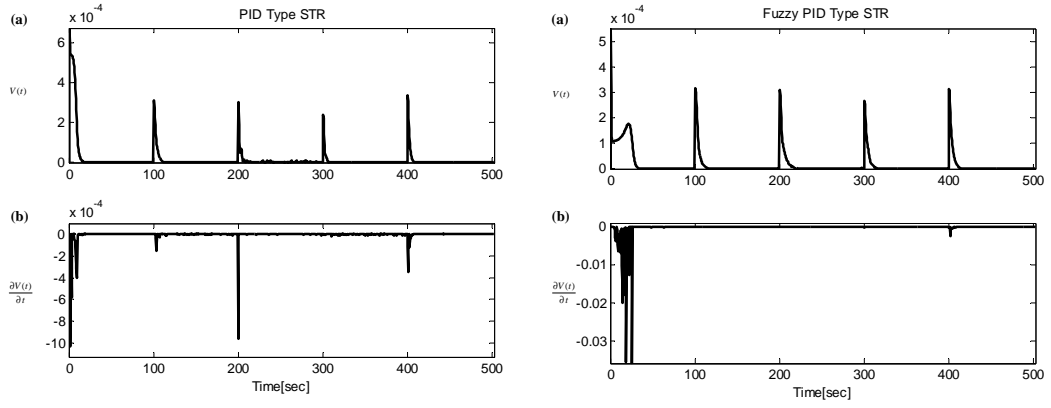 (a)
x 10-4
PID Type STR
6
4
2
0
V(t)
0 100 200 300 400 500
(b)
x 10-4
0
-2
-4
-6
-8
-10
∂V(t)
∂t
0 100 200 300 400 500
Time[sec]
(a)
x 10-4
Fuzzy PID Type STR
5
4
3
2
1
0
V(t)
0 100 200 300 400 500
(b)
0
-0.01
-0.02
-0.03
∂V(t)
∂t
0 100 200 300 400 500
Time[sec]